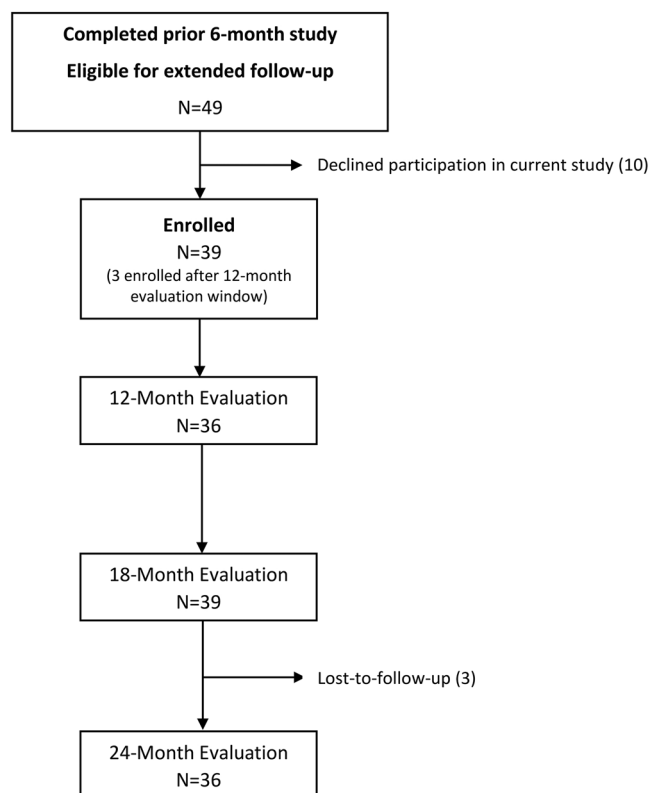 Completed prior 6-month study
Eligible for extended follow-up
N=49
Declined participation in current study (10)
Enrolled
N=39
(3 enrolled after 12-month
evaluation window)
12-Month Evaluation
N=36
18-Month Evaluation
N=39
Lost-to-follow-up (3)
24-Month Evaluation
N=36